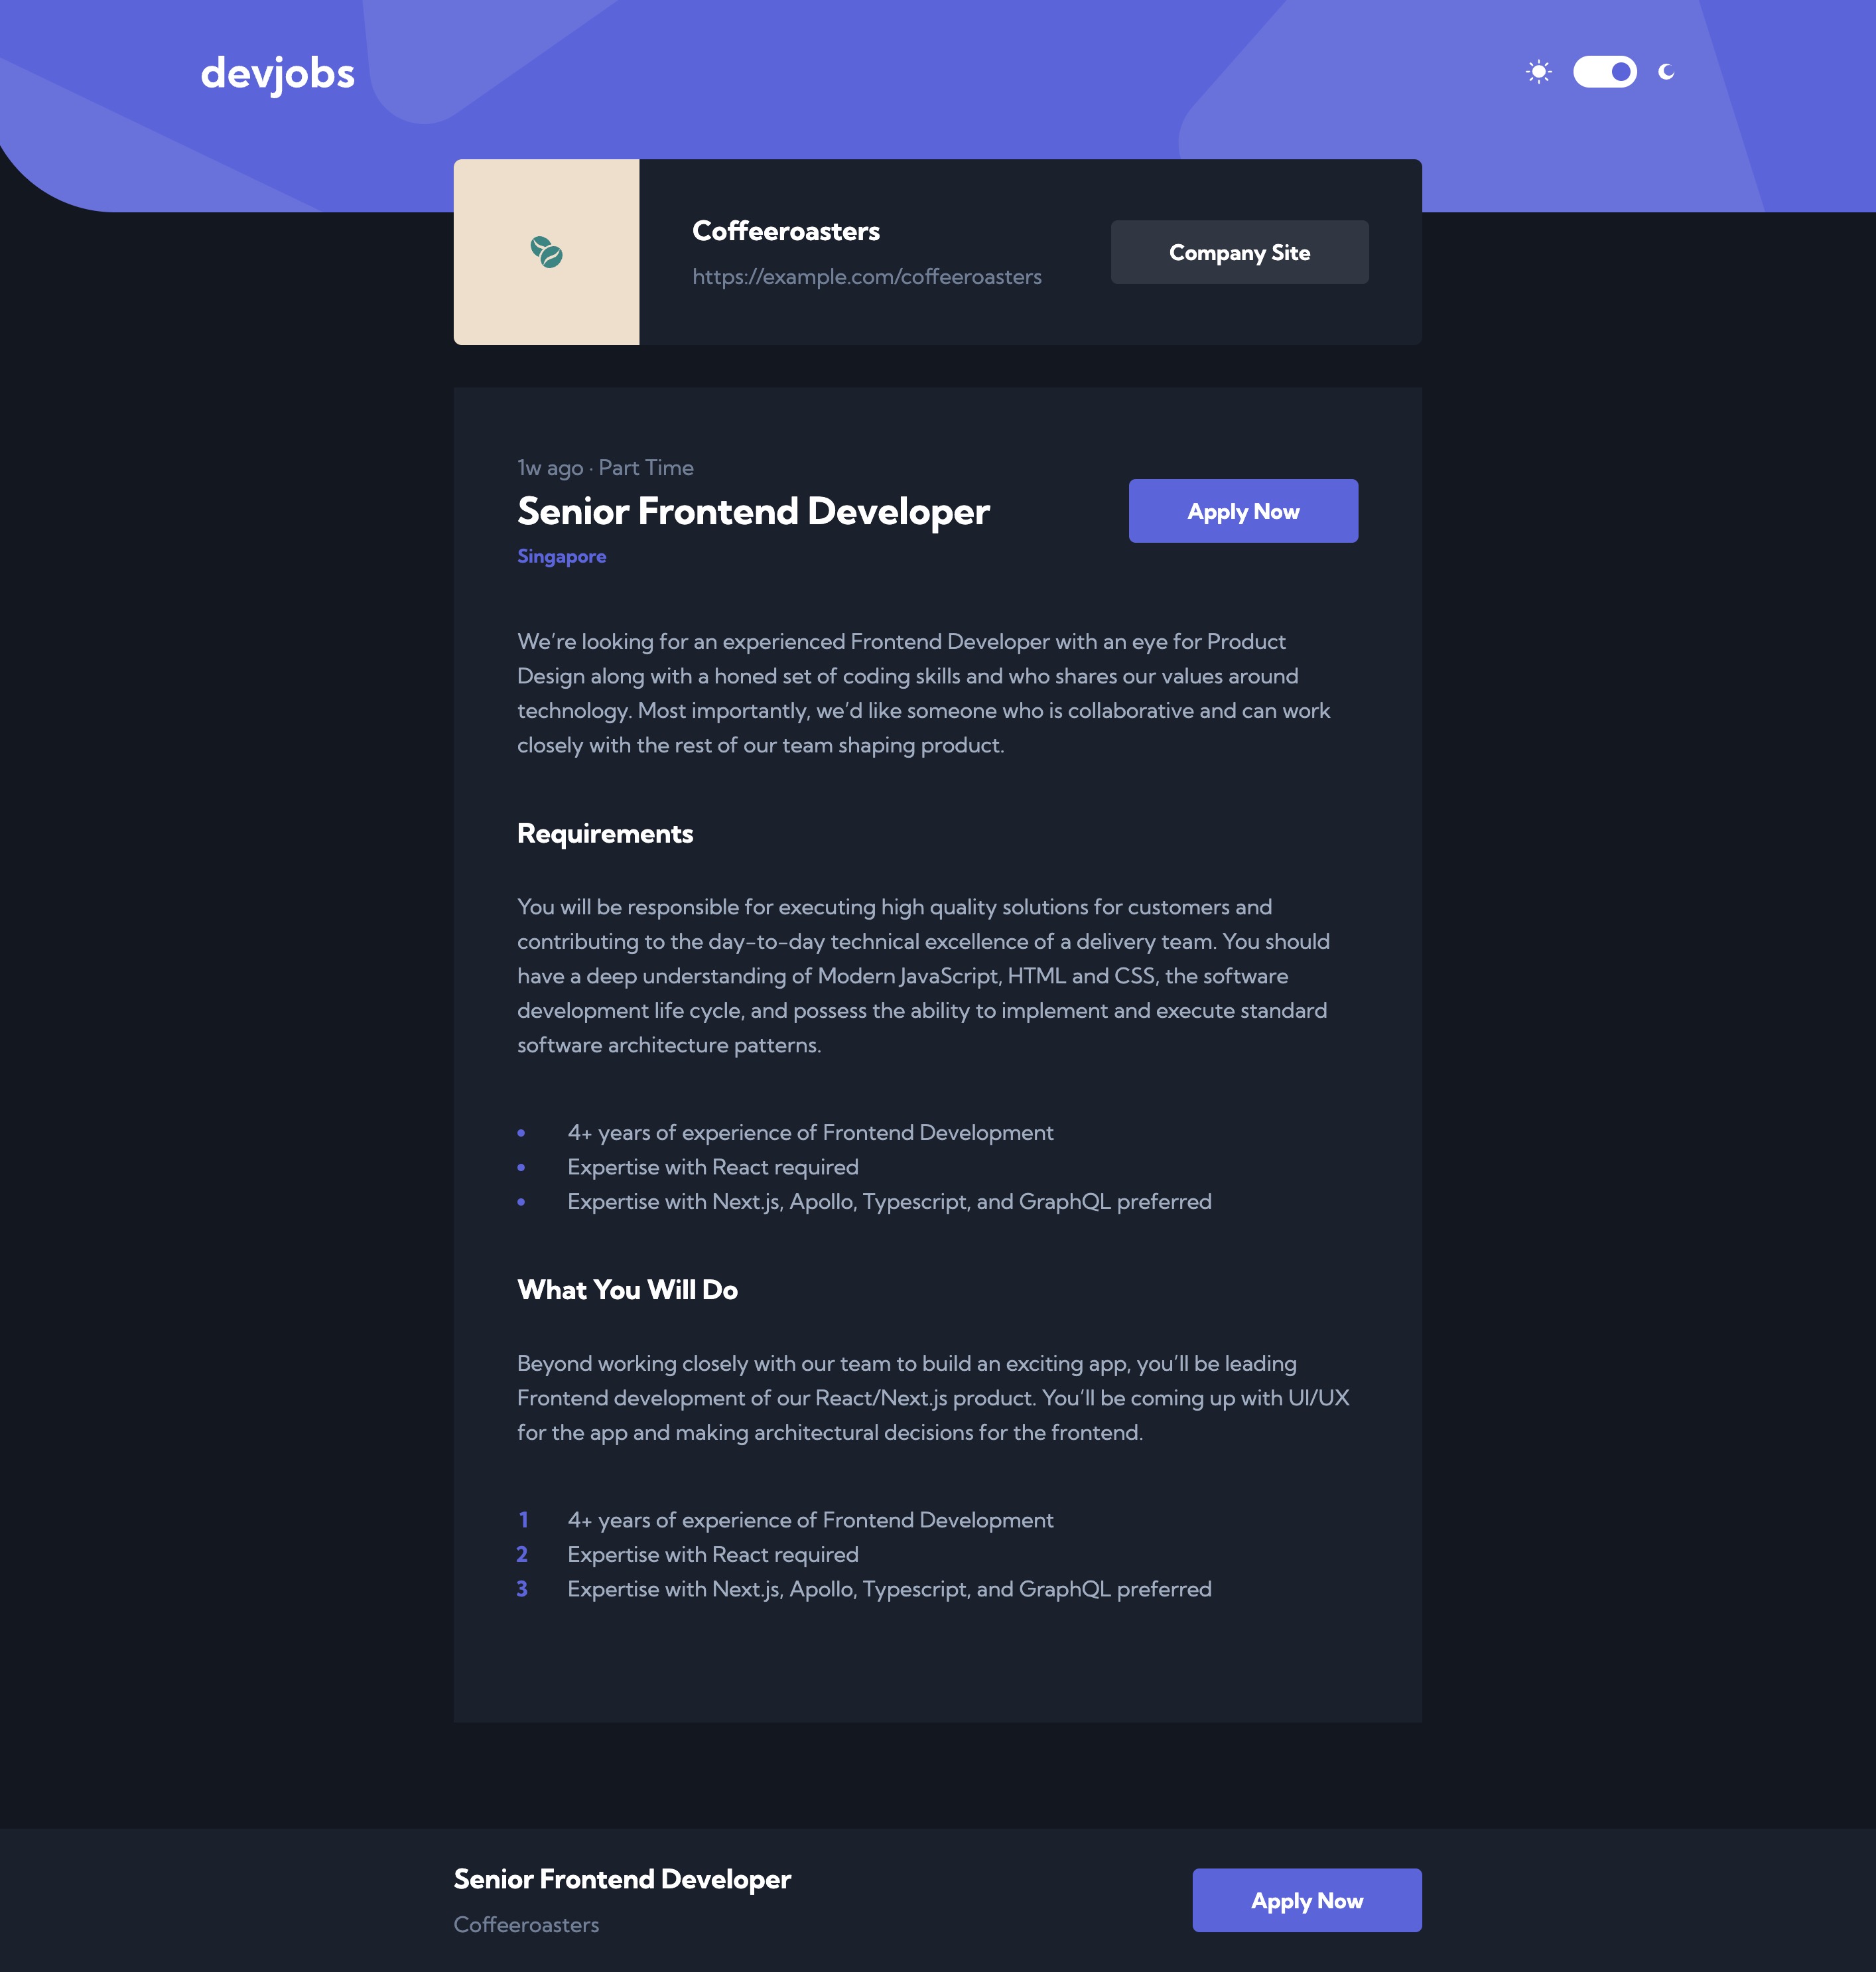 devjobs
Coffeeroasters
https://example.com/coffeeroasters
Company Site
1w ago · Part Time
Senior Frontend Developer
Singapore
Apply Now
We’re looking for an experienced Frontend Developer with an eye for Product
Design along with a honed set of coding skills and who shares our values around
technology. Most importantly, we’d like someone who is collaborative and can work
closely with the rest of our team shaping product.
Requirements
You will be responsible for executing high quality solutions for customers and
contributing to the day-to-day technical excellence of a delivery team. You should
have a deep understanding of Modern JavaScript, HTML and CSS, the software
development life cycle, and possess the ability to implement and execute standard
software architecture patterns.
• 4+ years of experience of Frontend Development
• Expertise with React required
• Expertise with Next.js, Apollo, Typescript, and GraphQL preferred
What You Will Do
Beyond working closely with our team to build an exciting app, you’ll be leading
Frontend development of our React/Next.js product. You’ll be coming up with UI/UX
for the app and making architectural decisions for the frontend.
1 4+ years of experience of Frontend Development
2 Expertise with React required
3 Expertise with Next.js, Apollo, Typescript, and GraphQL preferred
Senior Frontend Developer
Coffeeroasters
Apply Now